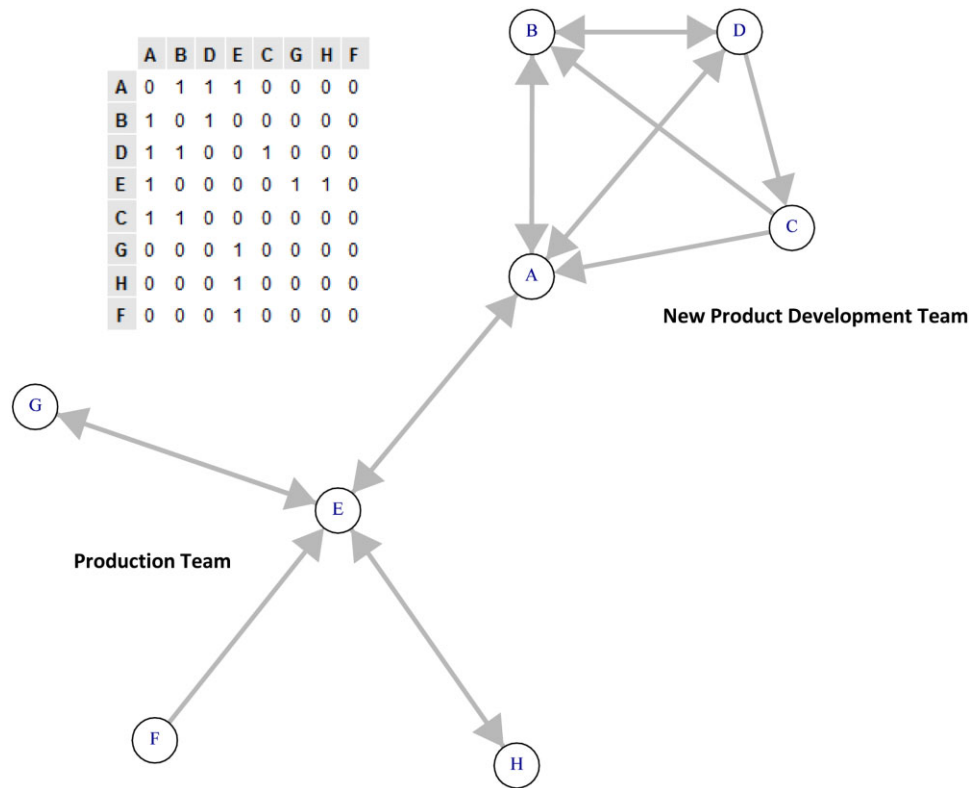 B
D
A B D E C G H F
A 0 1 1 1 0 0 0 0
B 1 0 1 0 0 0 0 0
D 1 1 0 0 1 0 0 0
E 1 0 0 0 0 1 1 0
C 1 1 0 0 0 0 0 0
G 0 0 0 1 0 0 0 0
H 0 0 0 1 0 0 0 0
F 0 0 0 1 0 0 0 0
C
A
New Product Development Team
G
E
Production Team
F
H